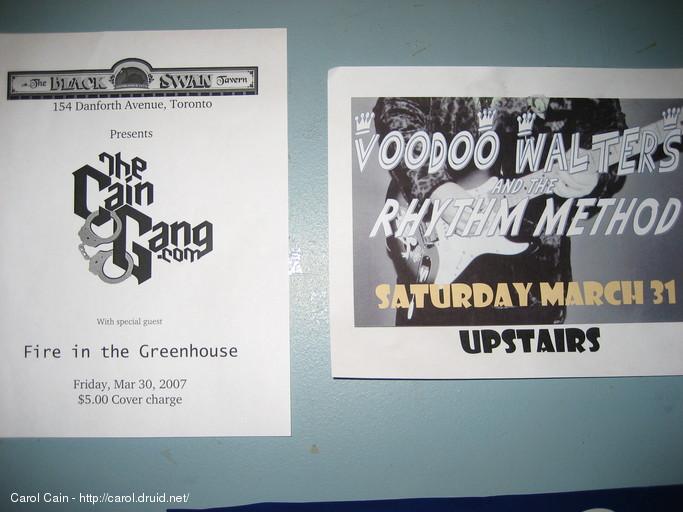 The BLACK SWAN Tavern
154 Danforth Avenue, Toronto
Presents
The
Cain
Gang
.com
With special guest
Fire in the Greenhouse
Friday, Mar 30, 2007
$5.00 Cover charge
VOODOO WALTERS
AND THE
RHYTHM METHOD
SATURDAY MARCH 31
UPSTAIRS
Carol Cain - http://carol.druid.net/